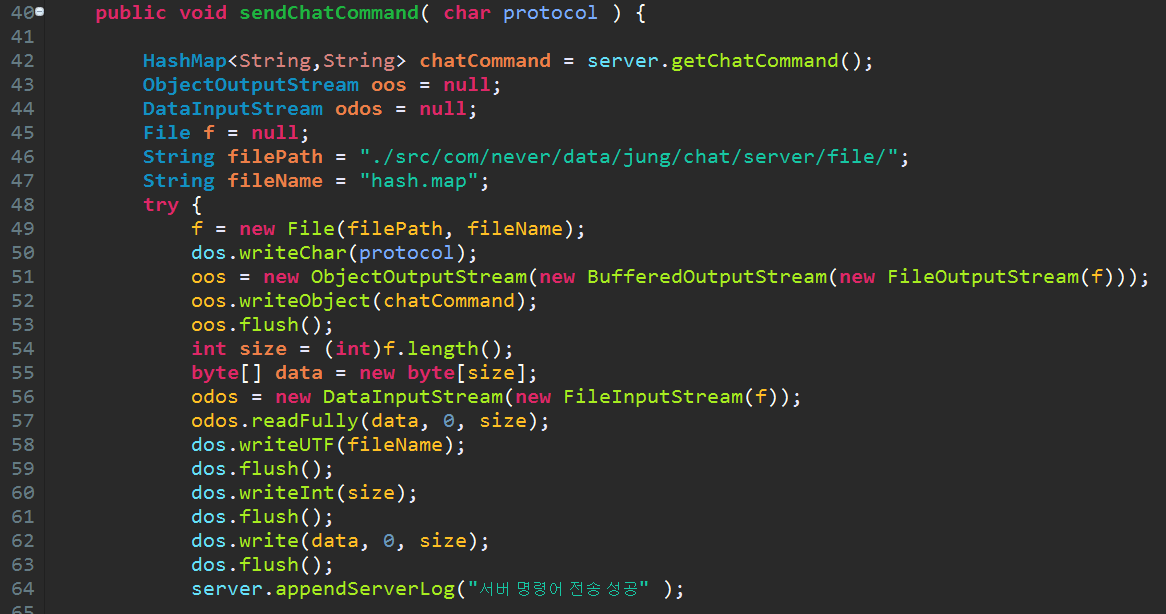 40 public void sendChatCommand( char protocol ) {
41
42 HashMap<String,String> chatCommand = server.getChatCommand();
43 ObjectOutputStream oos = null;
44 DataInputStream odos = null;
45 File f = null;
46 String filePath = "./src/com/never/data/jung/chat/server/file/";
47 String fileName = "hash.map";
48 try {
49 f = new File(filePath, fileName);
50 dos.writeChar(protocol);
51 oos = new ObjectOutputStream(new BufferedOutputStream(new FileOutputStream(f)));
52 oos.writeObject(chatCommand);
53 oos.flush();
54 int size = (int)f.length();
55 byte[] data = new byte[size];
56 odos = new DataInputStream(new FileInputStream(f));
57 odos.readFully(data, 0, size);
58 dos.writeUTF(fileName);
59 dos.flush();
60 dos.writeInt(size);
61 dos.flush();
62 dos.write(data, 0, size);
63 dos.flush();
64 server.appendServerLog("서버 명령어 전송 성공" );
65